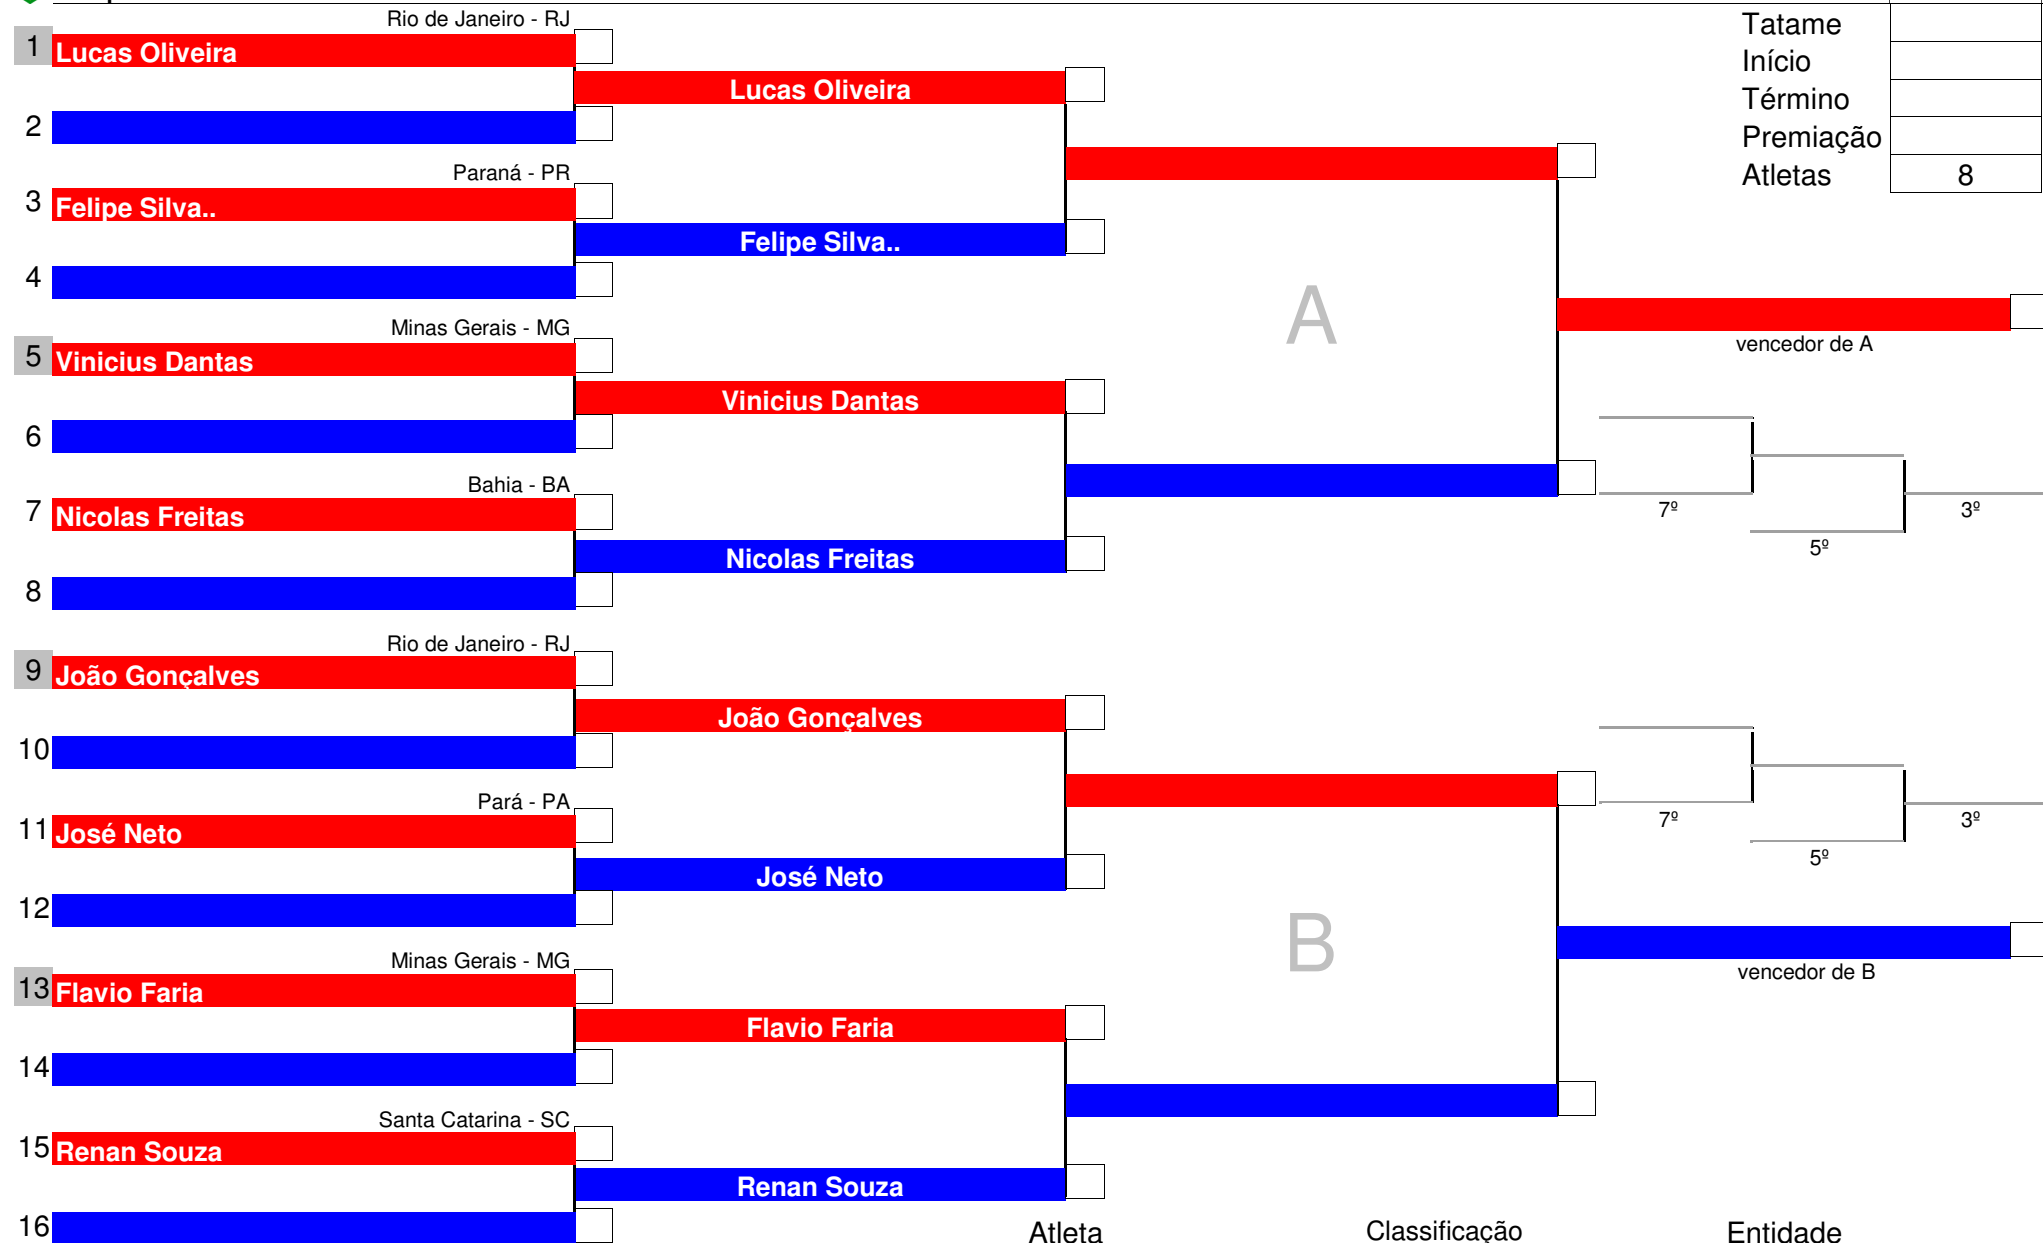 Rio de Janeiro - RJ
1 Lucas Oliveira
Lucas Oliveira
2
Paraná - PR
3 Felipe Silva..
Felipe Silva..
4
Minas Gerais - MG
5 Vinicius Dantas
Vinicius Dantas
6
Bahia - BA
7 Nicolas Freitas
Nicolas Freitas
8
Rio de Janeiro - RJ
9 João Gonçalves
João Gonçalves
10
Pará - PA
11 José Neto
José Neto
12
Minas Gerais - MG
13 Flavio Faria
Flavio Faria
14
Santa Catarina - SC
15 Renan Souza
Renan Souza
16
A
B
Tatame
Início
Término
Premiação
Atletas 8
vencedor de A
7º
3º
5º
7º
3º
5º
vencedor de B
Atleta Classificação Entidade